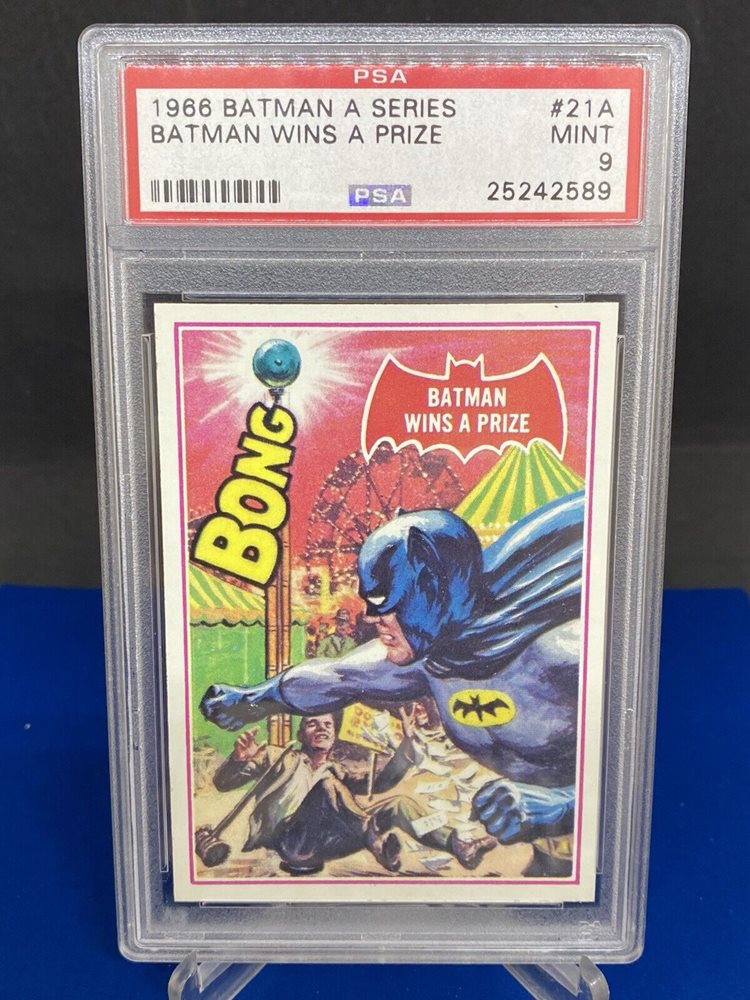 PSA
1966 BATMAN A SERIES #21A
BATMAN WINS A PRIZE MINT
9
PSA 25242589
BATMAN
WINS A PRIZE
BONG